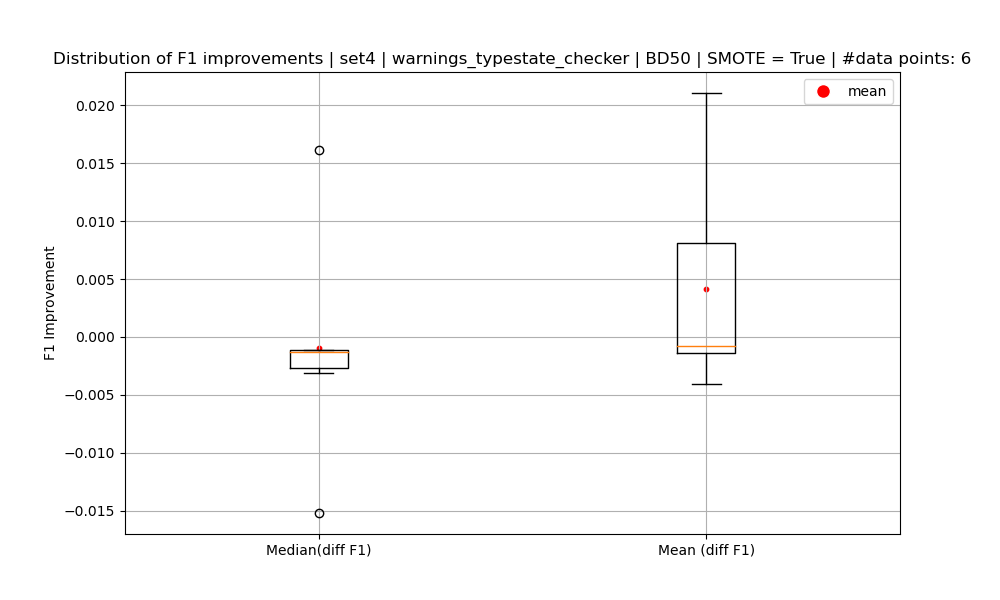 Distribution of F1 improvements | set4 | warnings_typestate_checker | BD50 | SMOTE = True | #data points: 6
mean
0.020
0.015
0.010
0.005
0.000
−0.005
−0.010
−0.015
F1 Improvement
Median(diff F1)
Mean (diff F1)